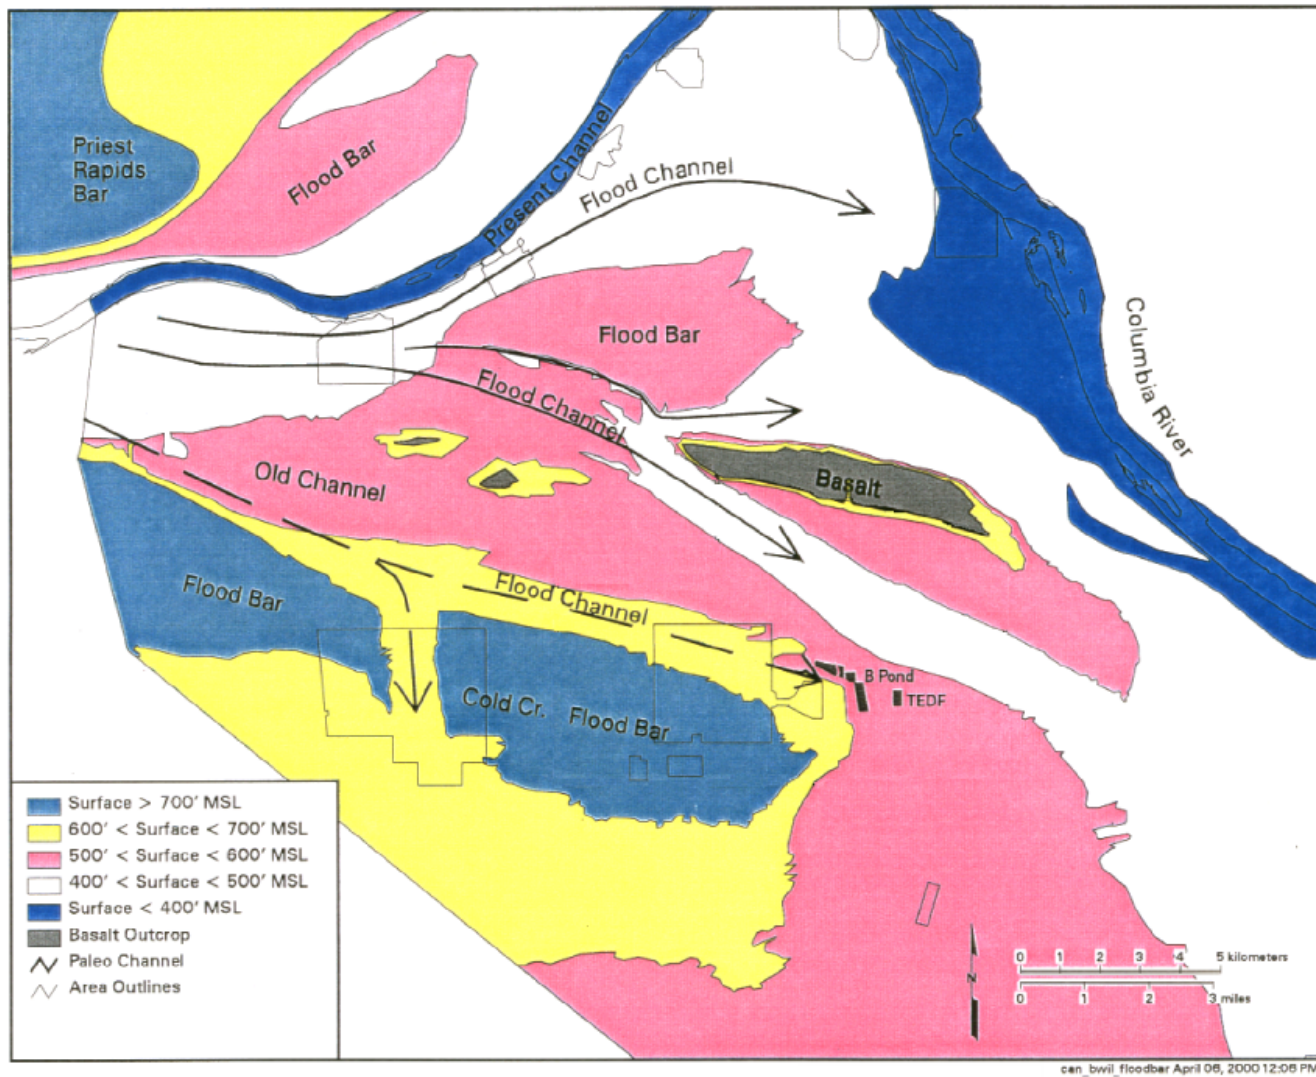 Priest
Rapids
Bar
Flood Bar
Present Channel
Flood Channel
Flood Bar
Columbia River
Flood Channel
Basalt
Old Channel
Flood Bar
Flood Channel
B Pond
TEDF
Cold Cr. Flood Bar
Surface > 700' MSL
600' < Surface < 700' MSL
500' < Surface < 600' MSL
400' < Surface < 500' MSL
Surface < 400' MSL
Basalt Outcrop
Paleo Channel
Area Outlines
N
0 1 2 3 4 5 kilometers
0 1 2 3 miles
can_bwil_floodbar April 06, 2000 12:06 PM